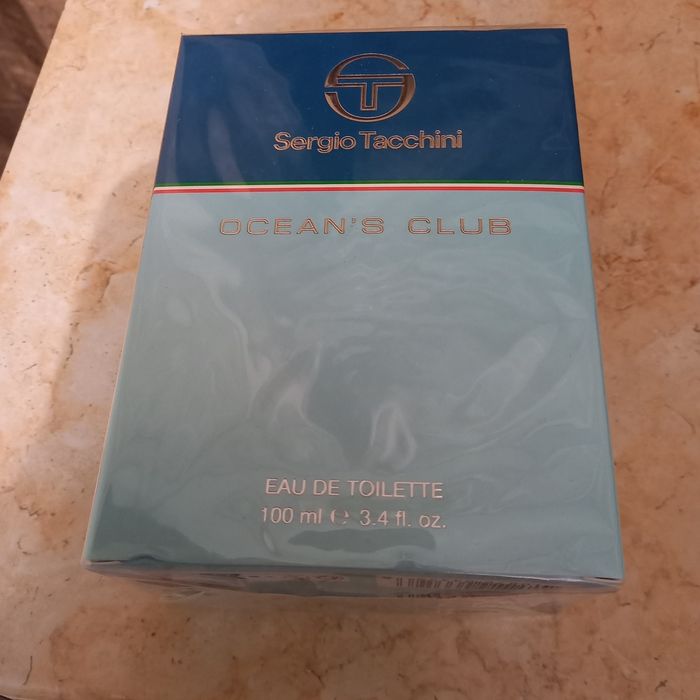 Sergio Tacchini
OCEAN'S CLUB
EAU DE TOILETTE
100 ml ℮ 3.4 fl. oz.